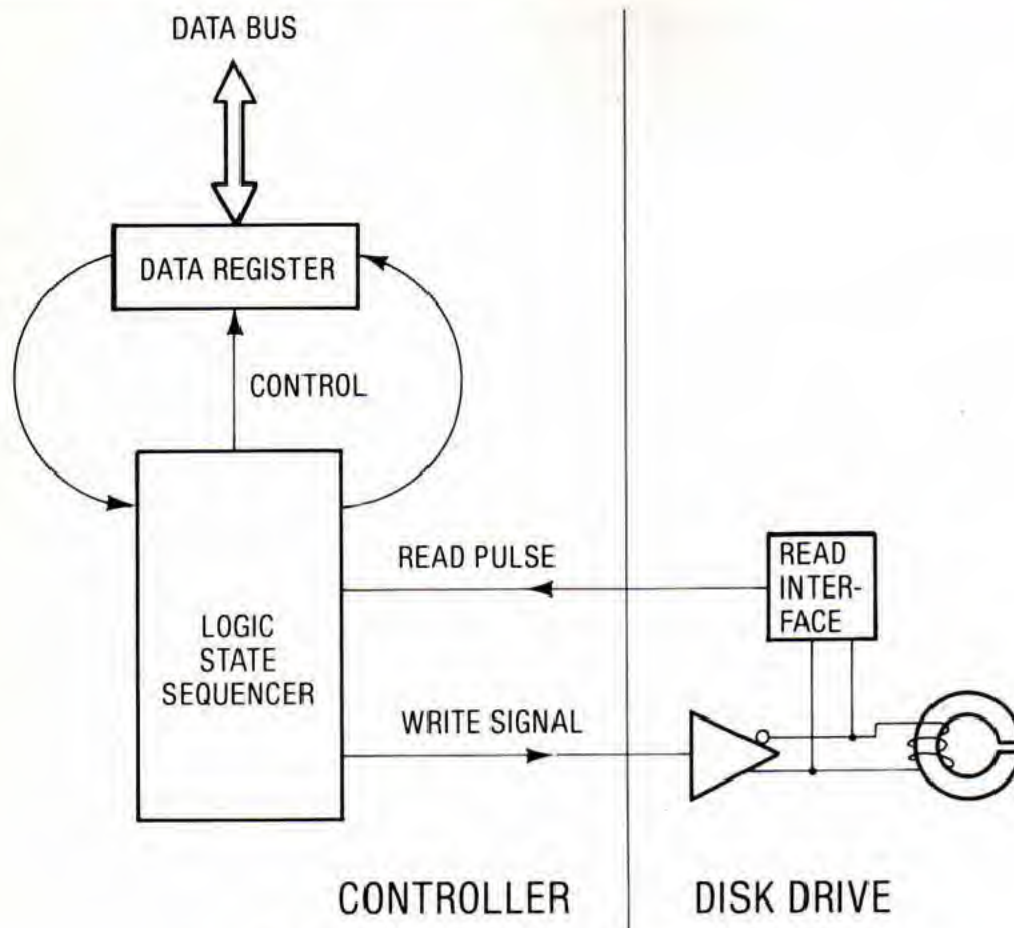 DATA BUS
DATA REGISTER
CONTROL
READ PULSE
READ
INTER-
FACE
LOGIC
STATE
SEQUENCER
WRITE SIGNAL
CONTROLLER
DISK DRIVE